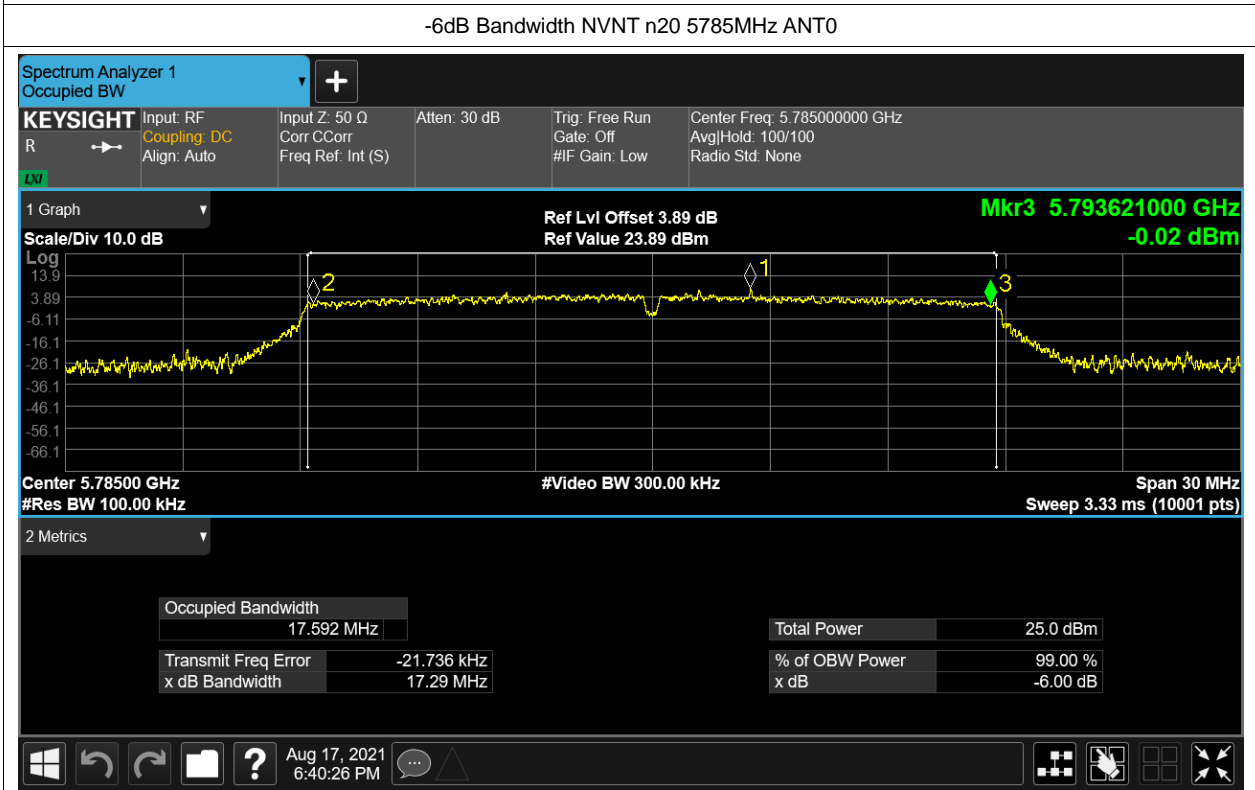 -6dB Bandwidth NVNT n20 5785MHz ANT0
Spectrum Analyzer 1
Occupied BW
KEYSIGHT
R
LXI
Input: RF
Coupling: DC
Align: Auto
Input Z: 50 Ω
Corr CCorr
Freq Ref: Int (S)
Atten: 30 dB
Trig: Free Run
Gate: Off
#IF Gain: Low
Center Freq: 5.785000000 GHz
Avg|Hold: 100/100
Radio Std: None
1 Graph
Scale/Div 10.0 dB
Ref Lvl Offset 3.89 dB
Ref Value 23.89 dBm
Mkr3 5.793621000 GHz
-0.02 dBm
Log
13.9
3.89
-6.11
-16.1
-26.1
-36.1
-46.1
-56.1
-66.1
2
1
3
Center 5.78500 GHz
#Video BW 300.00 kHz
Span 30 MHz
#Res BW 100.00 kHz
Sweep 3.33 ms (10001 pts)
2 Metrics
Occupied Bandwidth
17.592 MHz
Transmit Freq Error -21.736 kHz
x dB Bandwidth 17.29 MHz
Total Power 25.0 dBm
% of OBW Power 99.00 %
x dB -6.00 dB
?
Aug 17, 2021
6:40:26 PM